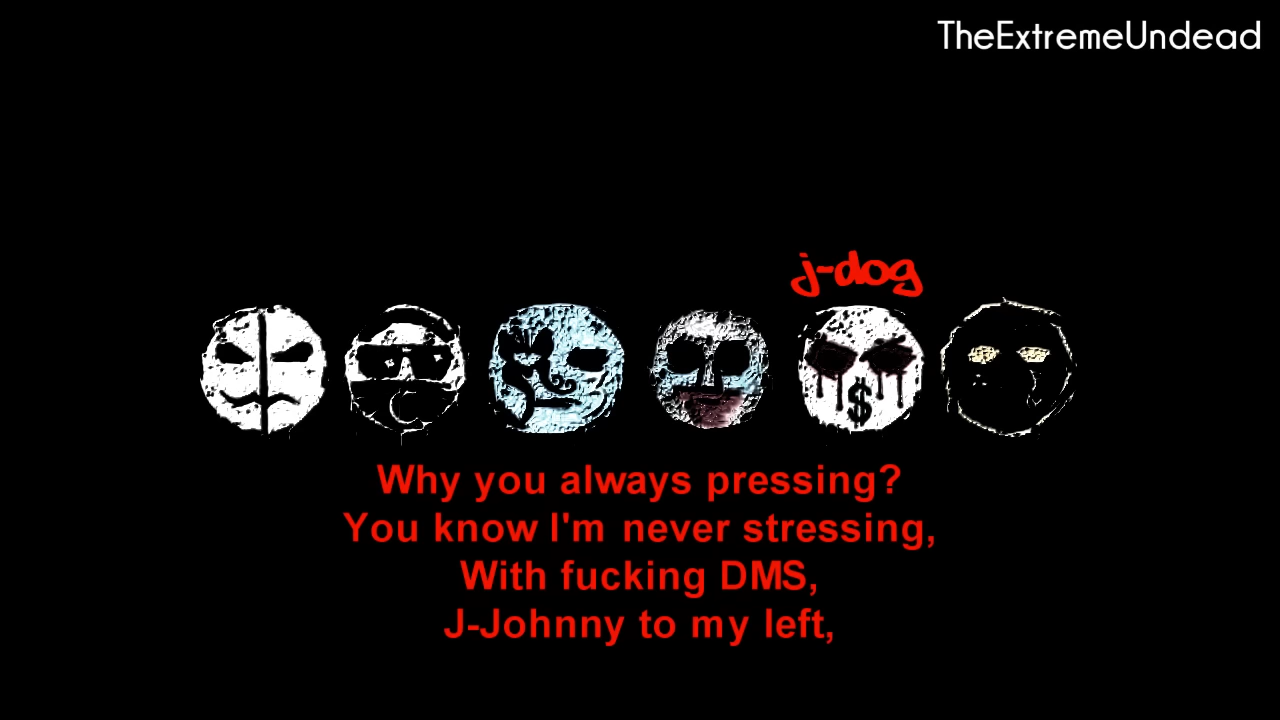 TheExtremeUndead
j-dog
$
Why you always pressing?
You know I'm never stressing,
With fucking DMS,
J-Johnny to my left,